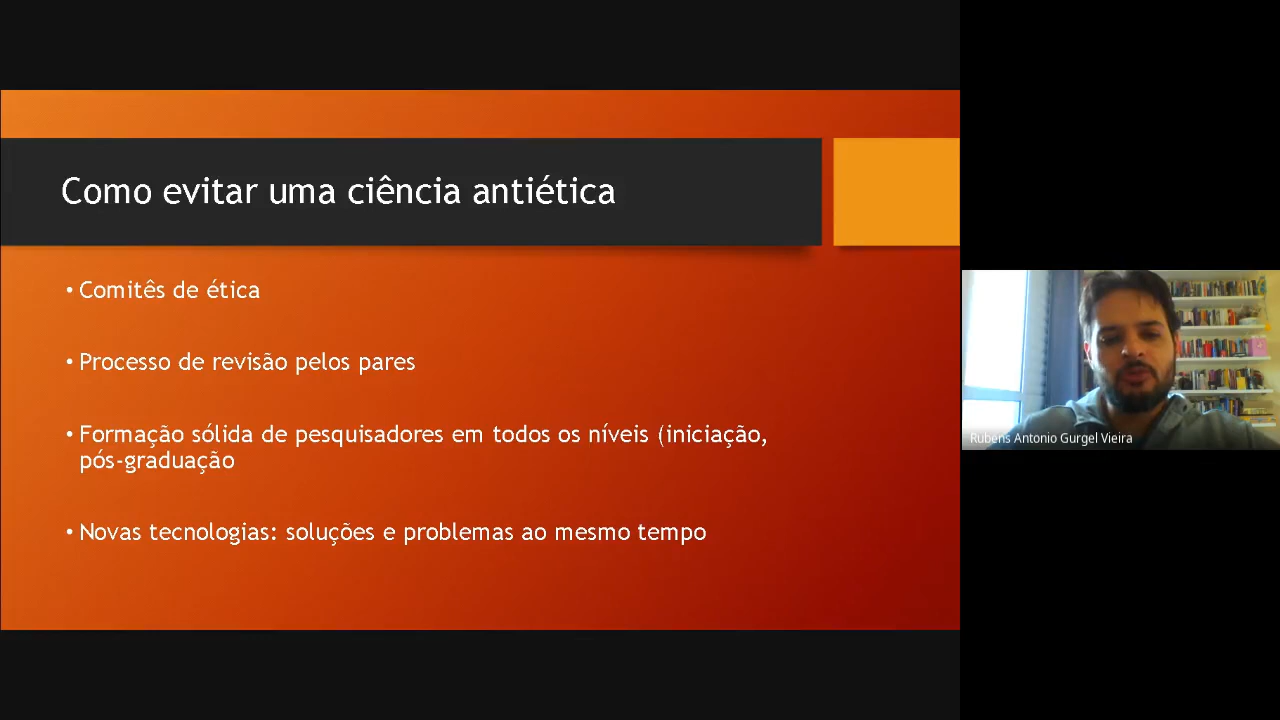 Como evitar uma ciência antiética
• Comitês de ética
• Processo de revisão pelos pares
• Formação sólida de pesquisadores em todos os níveis (iniciação,
pós-graduação
• Novas tecnologias: soluções e problemas ao mesmo tempo
Rubens Antonio Gurgel Vieira